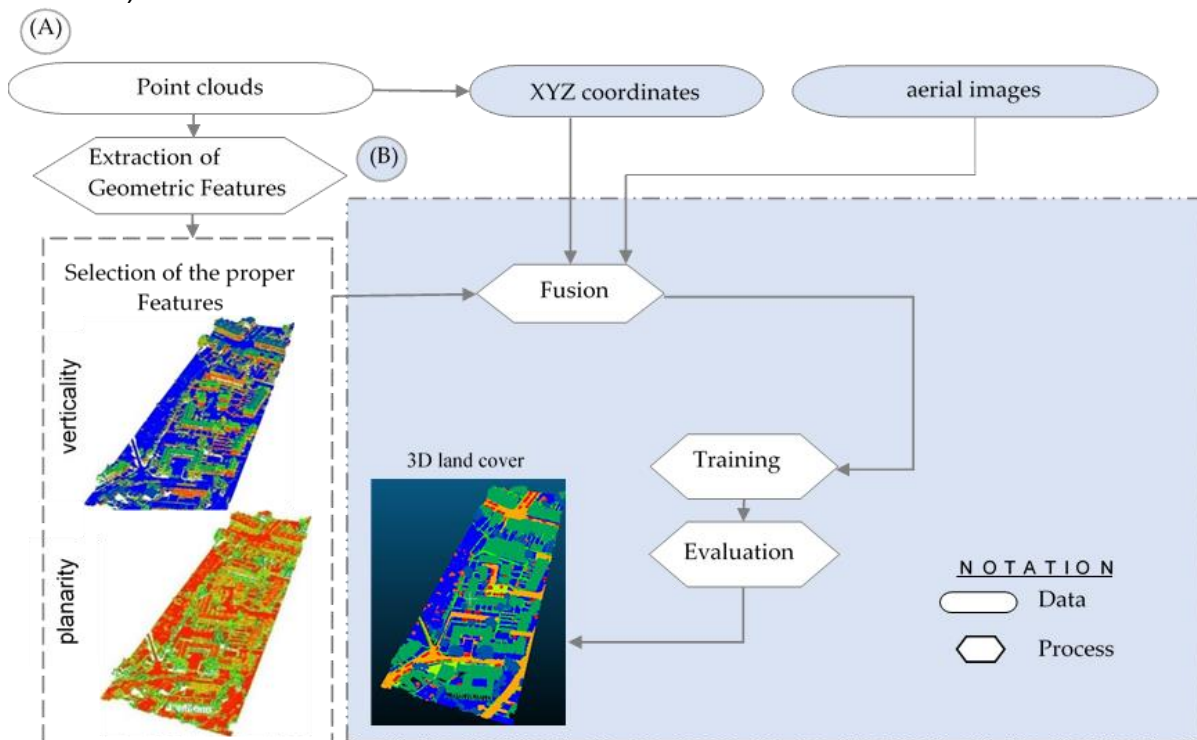 (A)
Point clouds
XYZ coordinates
aerial images
Extraction of
Geometric Features
(B)
Selection of the proper
Features
Fusion
verticality
3D land cover
Training
Evaluation
planarity
NOTATION
Data
Process